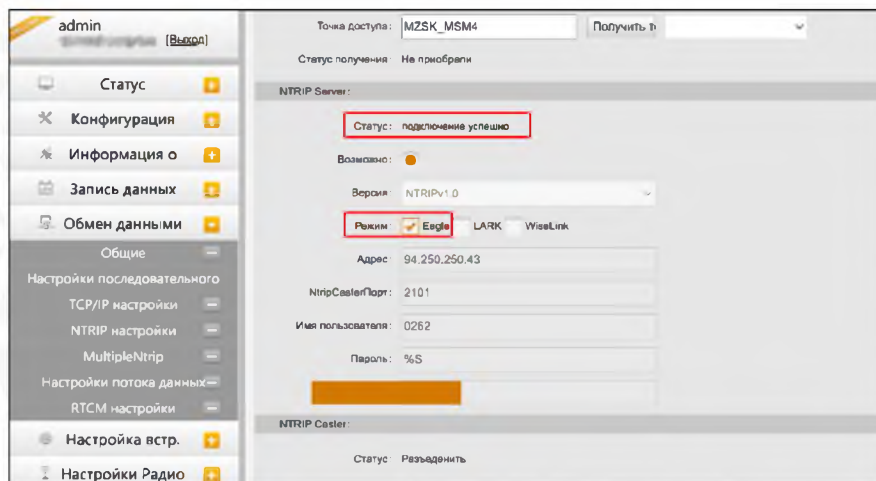 admin
[Выход]
Статус
Конфигурация
Информация о
Запись данных
Обмен данными
Общие
Настройки последовательного
TCP/IP настройки
NTRIP настройки
MultipleNtrip
Настройки потока данных
RTCM настройки
Настройка встр.
Настройки Радио
Точка доступа: MZSK_MSM4 Получить т
Статус получения: Не приобрели
NTRIP Server:
Статус: подключение успешно
Возможно:
Версия: NTRIPv1.0
Режим: Eagle LARK WiseLink
Адрес: 94.250.250.43
NtripCasterПорт: 2101
Имя пользователя: 0262
Пароль: %S
NTRIP Caster:
Статус: Разъеденить